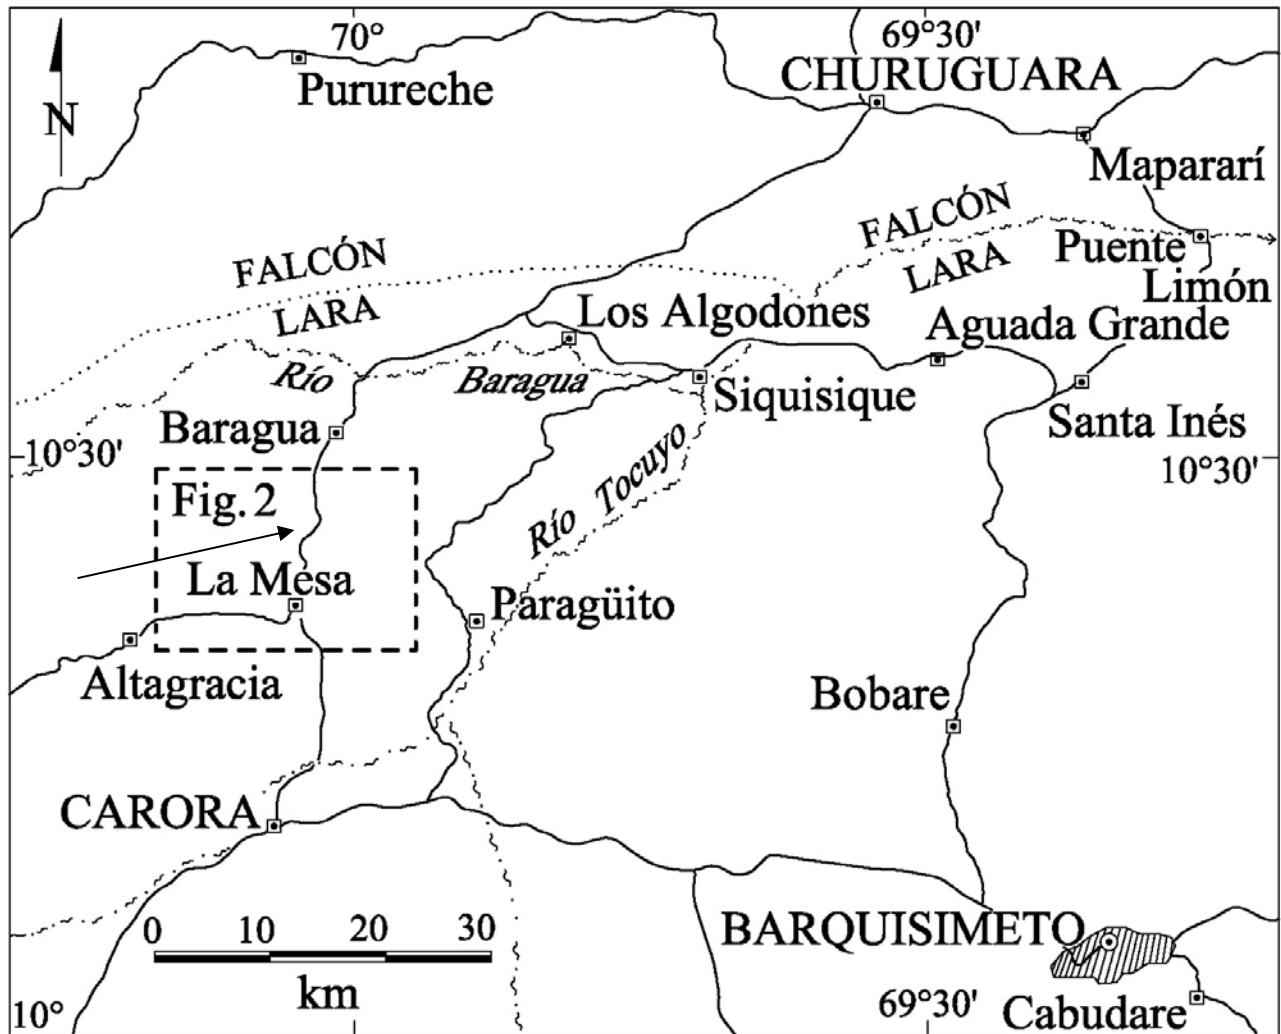 70°
69°30'
CHURUGUARA
Purureche
N
Mapararí
FALCÓN
LARA
FALCÓN
LARA
Puente
Limón
Los Algodones
Aguada Grande
Río
Baragua
Siquisique
Santa Inés
Baragua
10°30'
10°30'
Río Tocuyo
Fig. 2
La Mesa
Paragüito
Altagracia
Bobare
CARORA
0 10 20 30
km
BARQUISIMETO
10°
69°30'
Cabudare